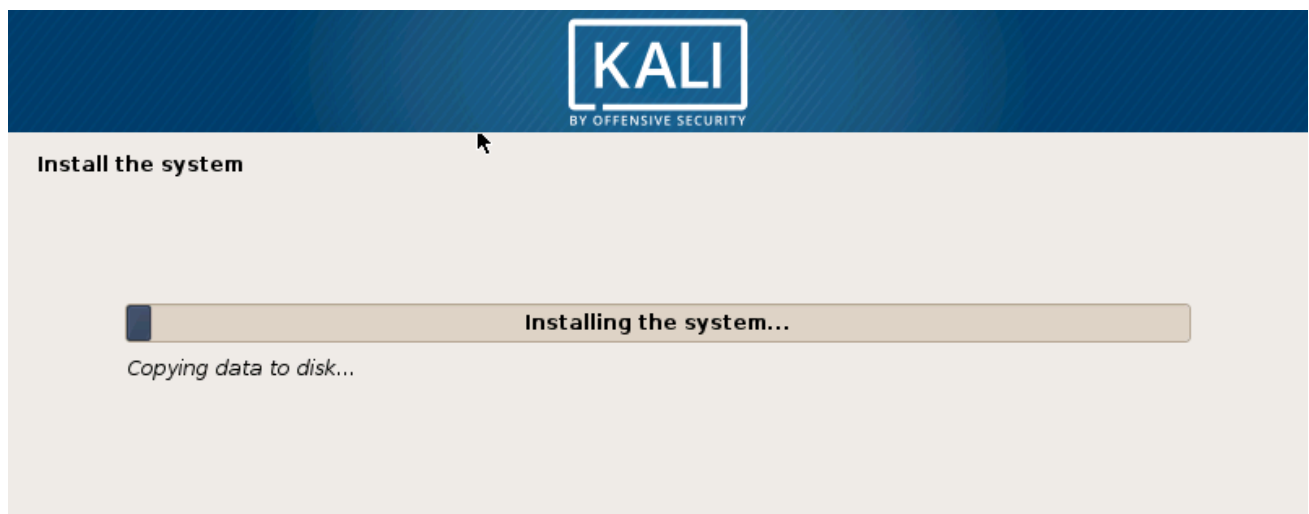 KALI
BY OFFENSIVE SECURITY
Install the system
Installing the system...
Copying data to disk...